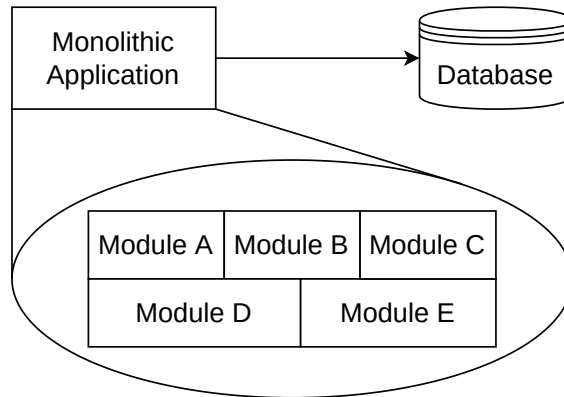 Monolithic
Application
Database
Module A
Module B
Module C
Module D
Module E